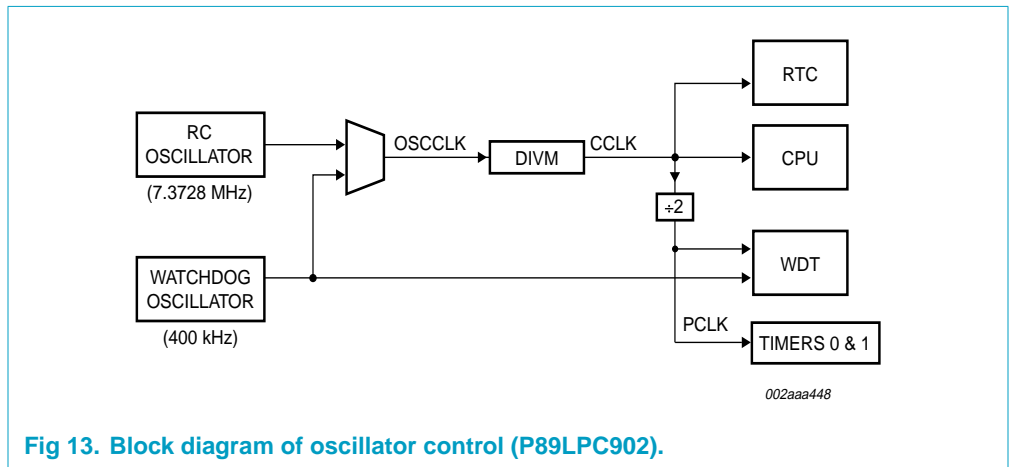 RTC
RC
OSCILLATOR
(7.3728 MHz)
OSCCLK
DIVM
CCLK
CPU
÷2
WATCHDOG
OSCILLATOR
(400 kHz)
WDT
PCLK
TIMERS 0 & 1
002aaa448
Fig 13. Block diagram of oscillator control (P89LPC902).